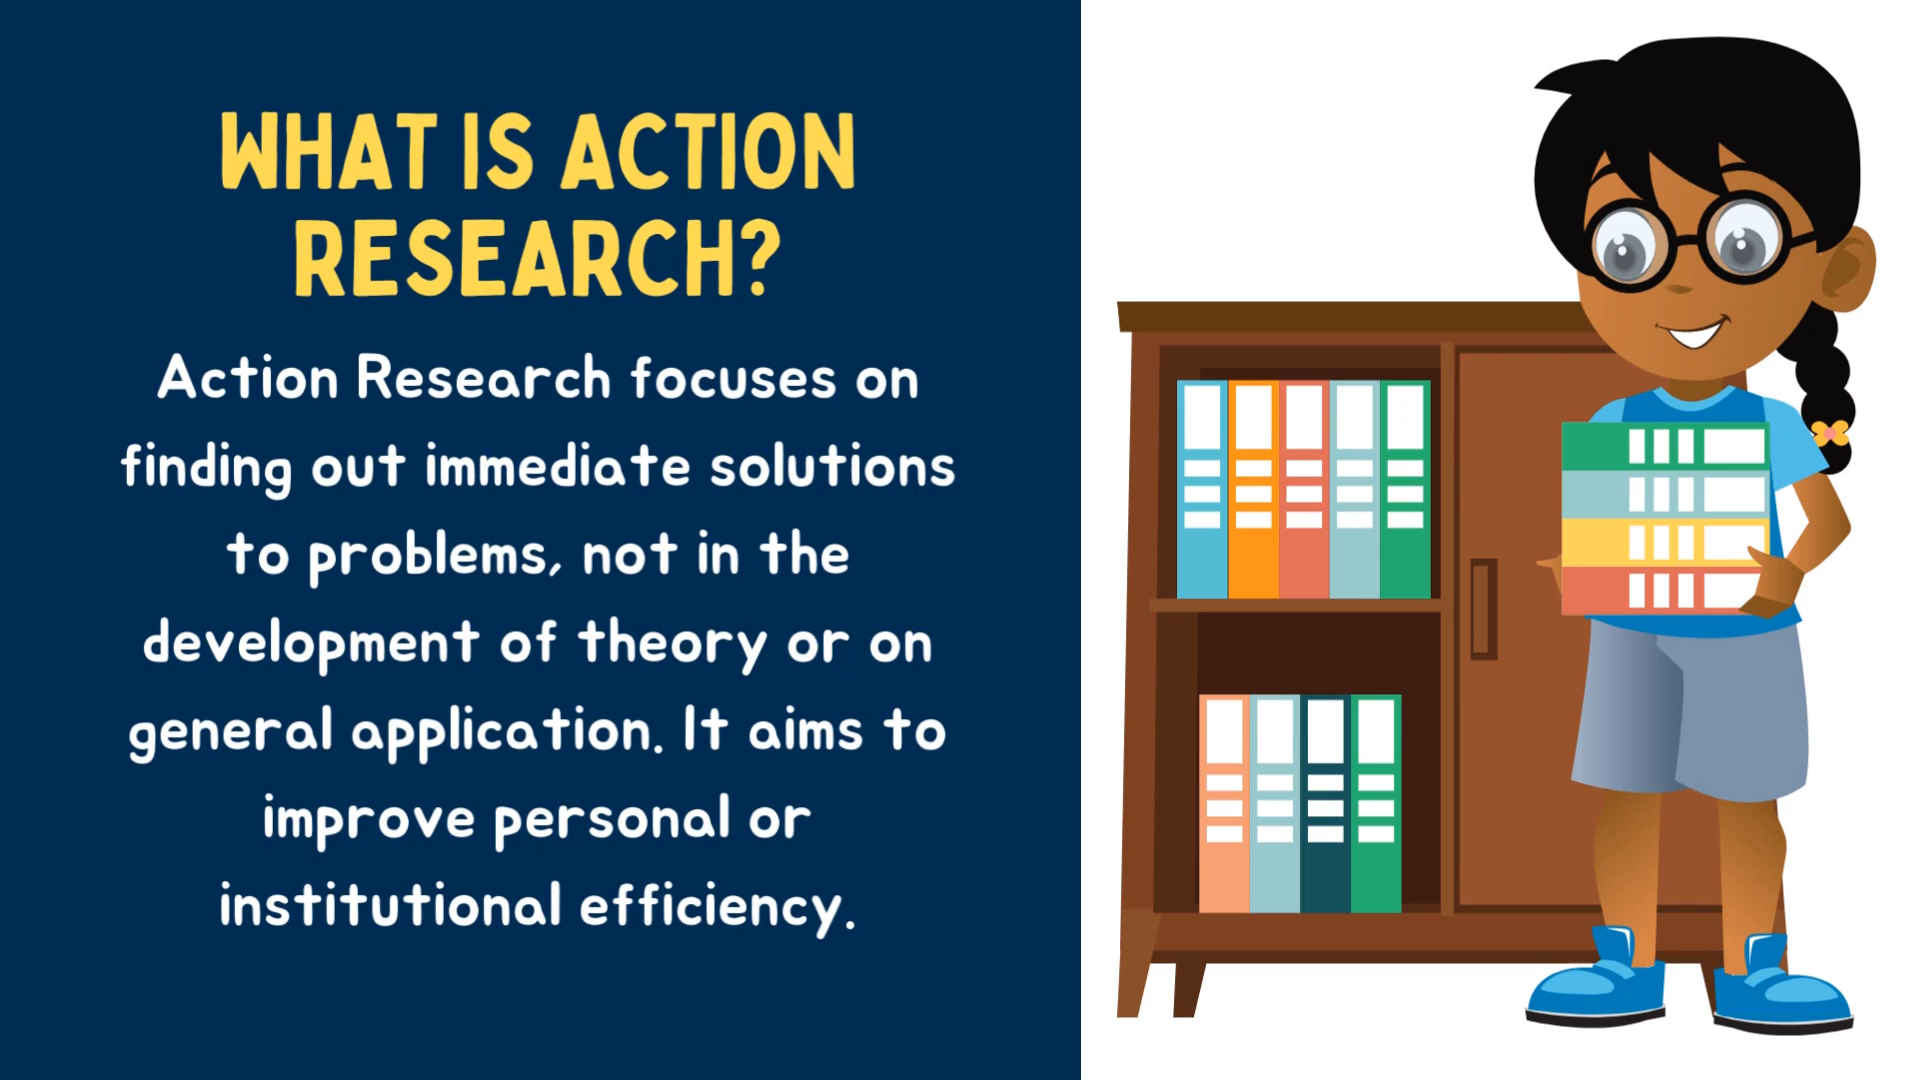 WHAT IS ACTION
RESEARCH?
Action Research focuses on
finding out immediate solutions
to problems, not in the
development of theory or on
general application. It aims to
improve personal or
institutional efficiency.